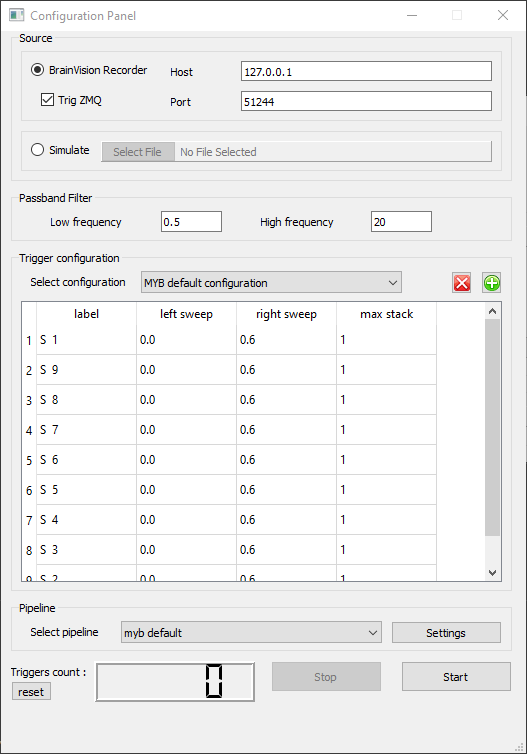 Configuration Panel
Source
BrainVision Recorder Host 127.0.0.1
Trig ZMQ Port 51244
Simulate Select File No File Selected
Passband Filter
Low frequency 0.5 High frequency 20
Trigger configuration
Select configuration MYB default configuration
label left sweep right sweep max stack
1 S 1 0.0 0.6 1
2 S 9 0.0 0.6 1
3 S 8 0.0 0.6 1
4 S 7 0.0 0.6 1
5 S 6 0.0 0.6 1
6 S 5 0.0 0.6 1
7 S 4 0.0 0.6 1
8 S 3 0.0 0.6 1
9 S 2 0.0 0.6 1
Pipeline
Select pipeline myb default Settings
Triggers count : 0 Stop Start
reset